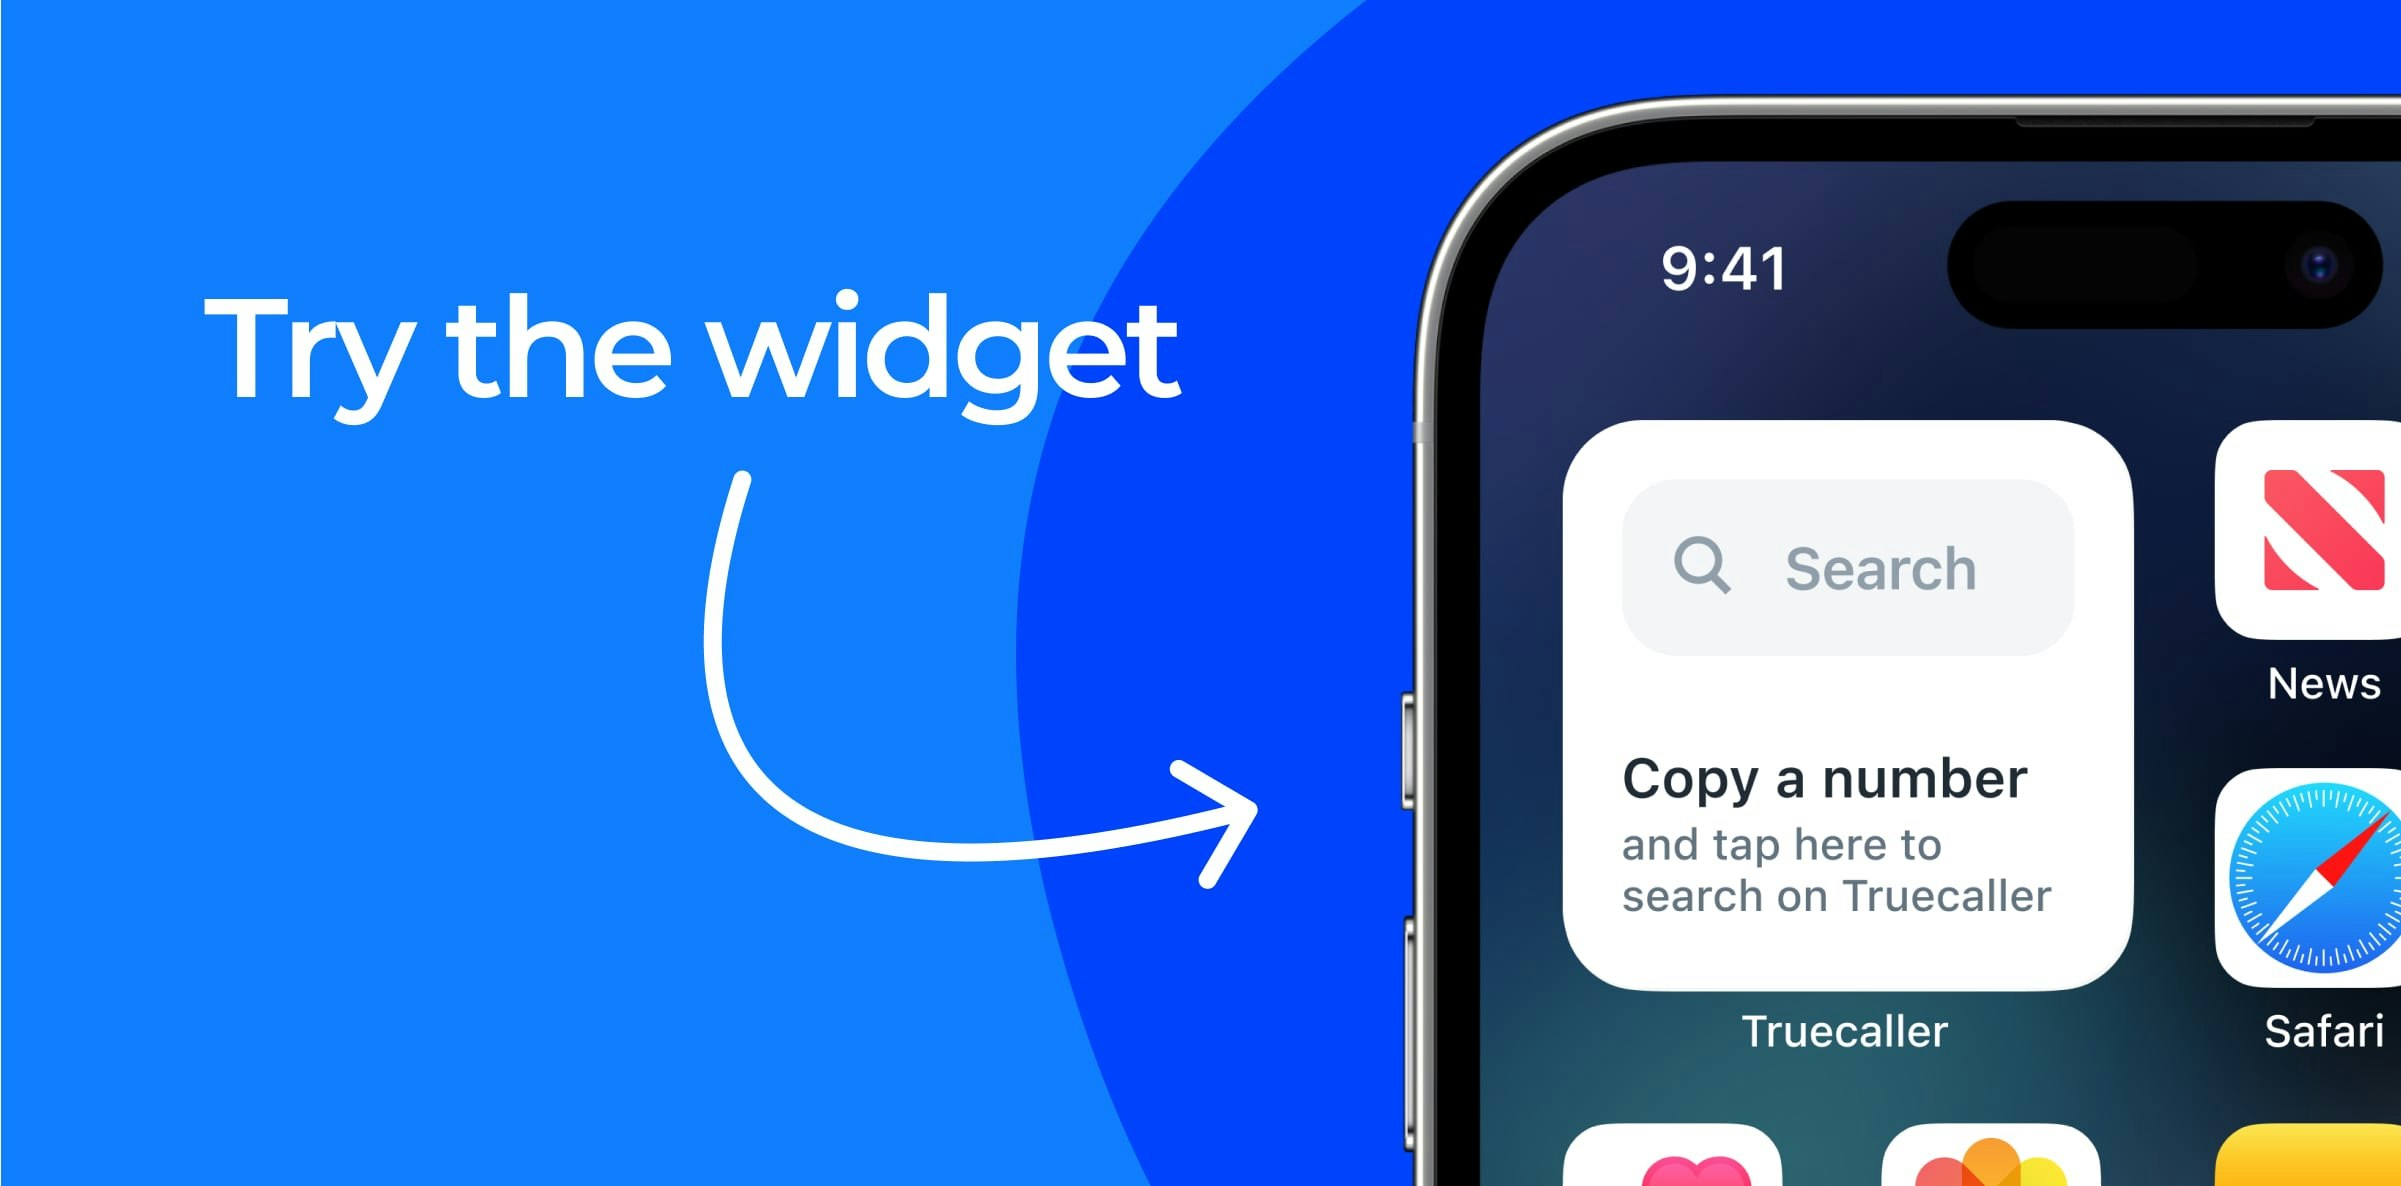 Try the widget
9:41
Search
Copy a number
and tap here to
search on Truecaller
Truecaller
News
Safari